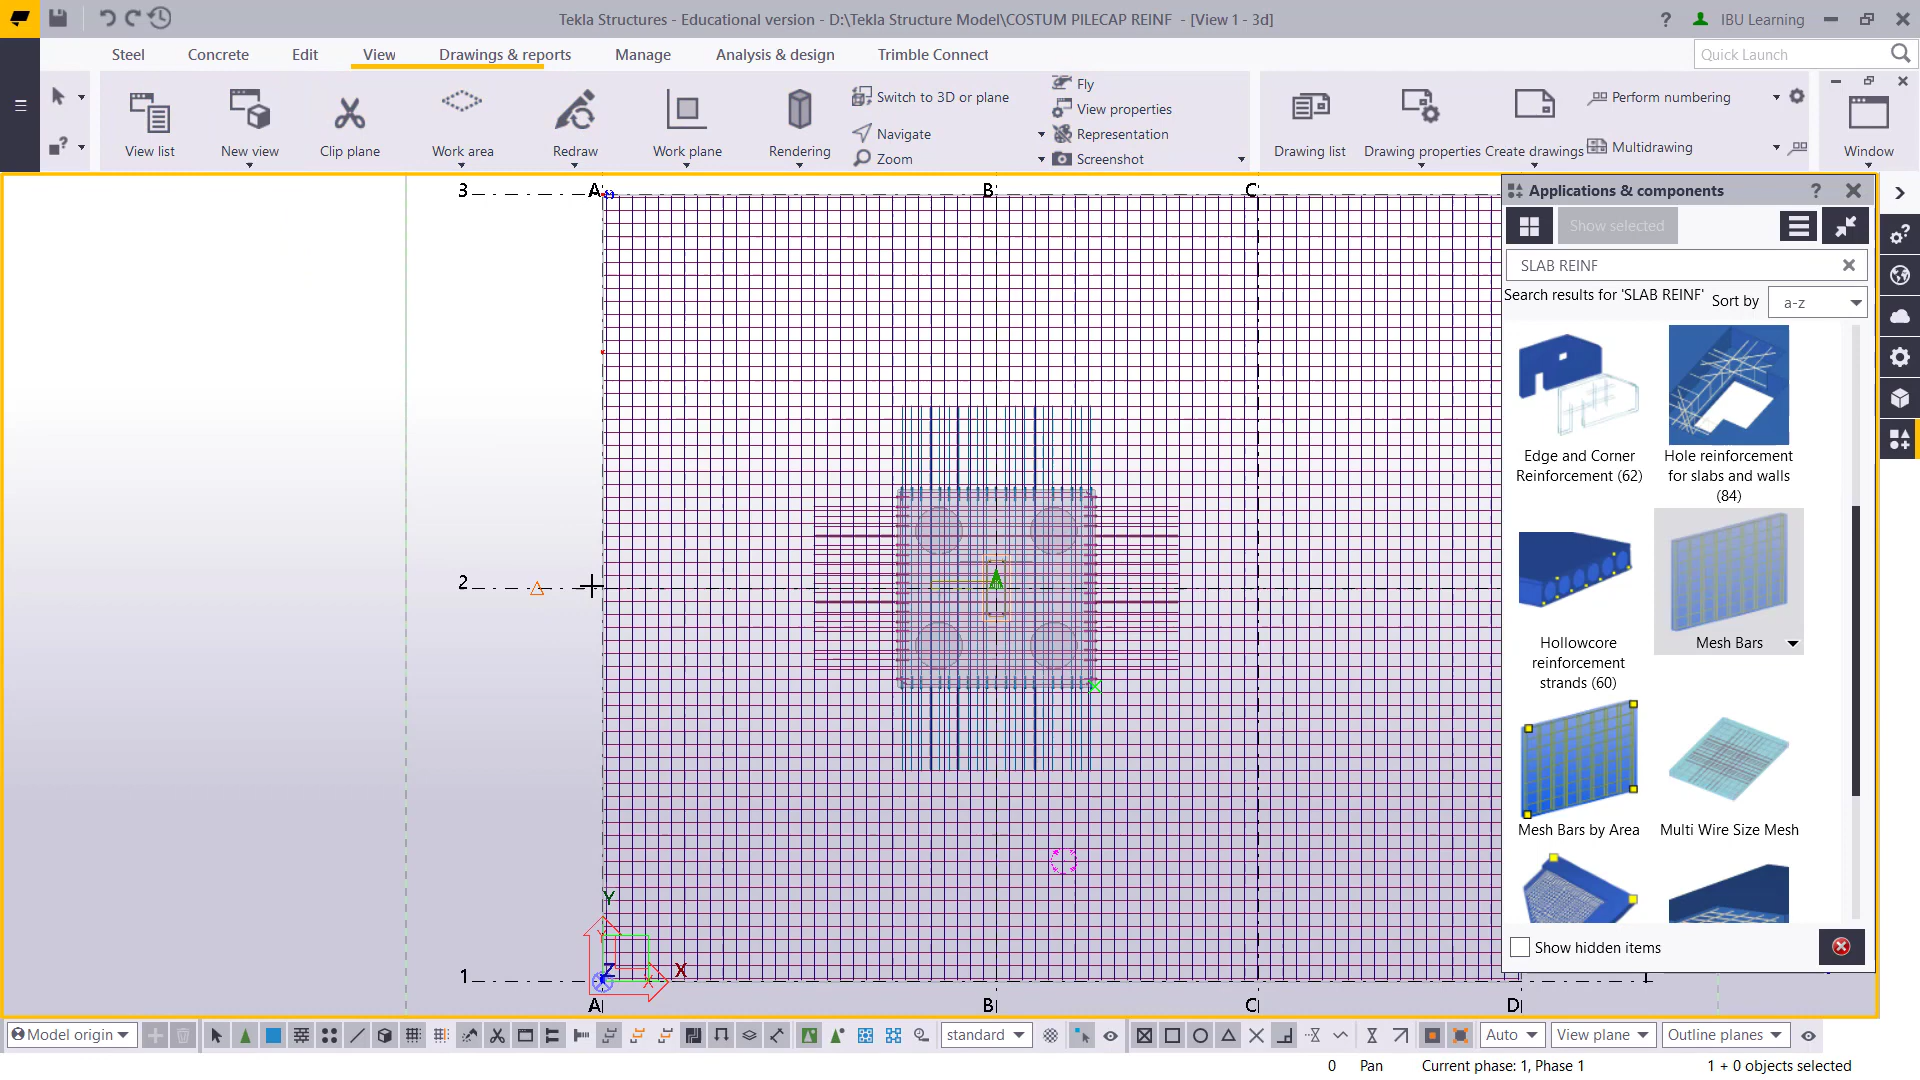 Tekla Structures - Educational version - D:\Tekla Structure Model\COSTUM PILECAP REINF - [View 1 - 3d]
? IBU Learning
Steel Concrete Edit View Drawings & reports Manage Analysis & design Trimble Connect
Quick Launch
View list
New view
Clip plane
Work area
Redraw
Work plane
Rendering
Switch to 3D or plane
Navigate
Zoom
Fly
View properties
Representation
Screenshot
Drawing list
Drawing properties
Create drawings
Perform numbering
Multidrawing
Window
3
A
B
C
2
1
Y
Z
X
A
B
C
D
Applications & components ?
Show selected
SLAB REINF
Search results for 'SLAB REINF' Sort by a-z
Edge and Corner
Reinforcement (62)
Hole reinforcement
for slabs and walls
(84)
Hollowcore
reinforcement
strands (60)
Mesh Bars
Mesh Bars by Area
Multi Wire Size Mesh
Show hidden items
Model origin
standard
Auto
View plane
Outline planes
0 Pan Current phase: 1, Phase 1 1 + 0 objects selected